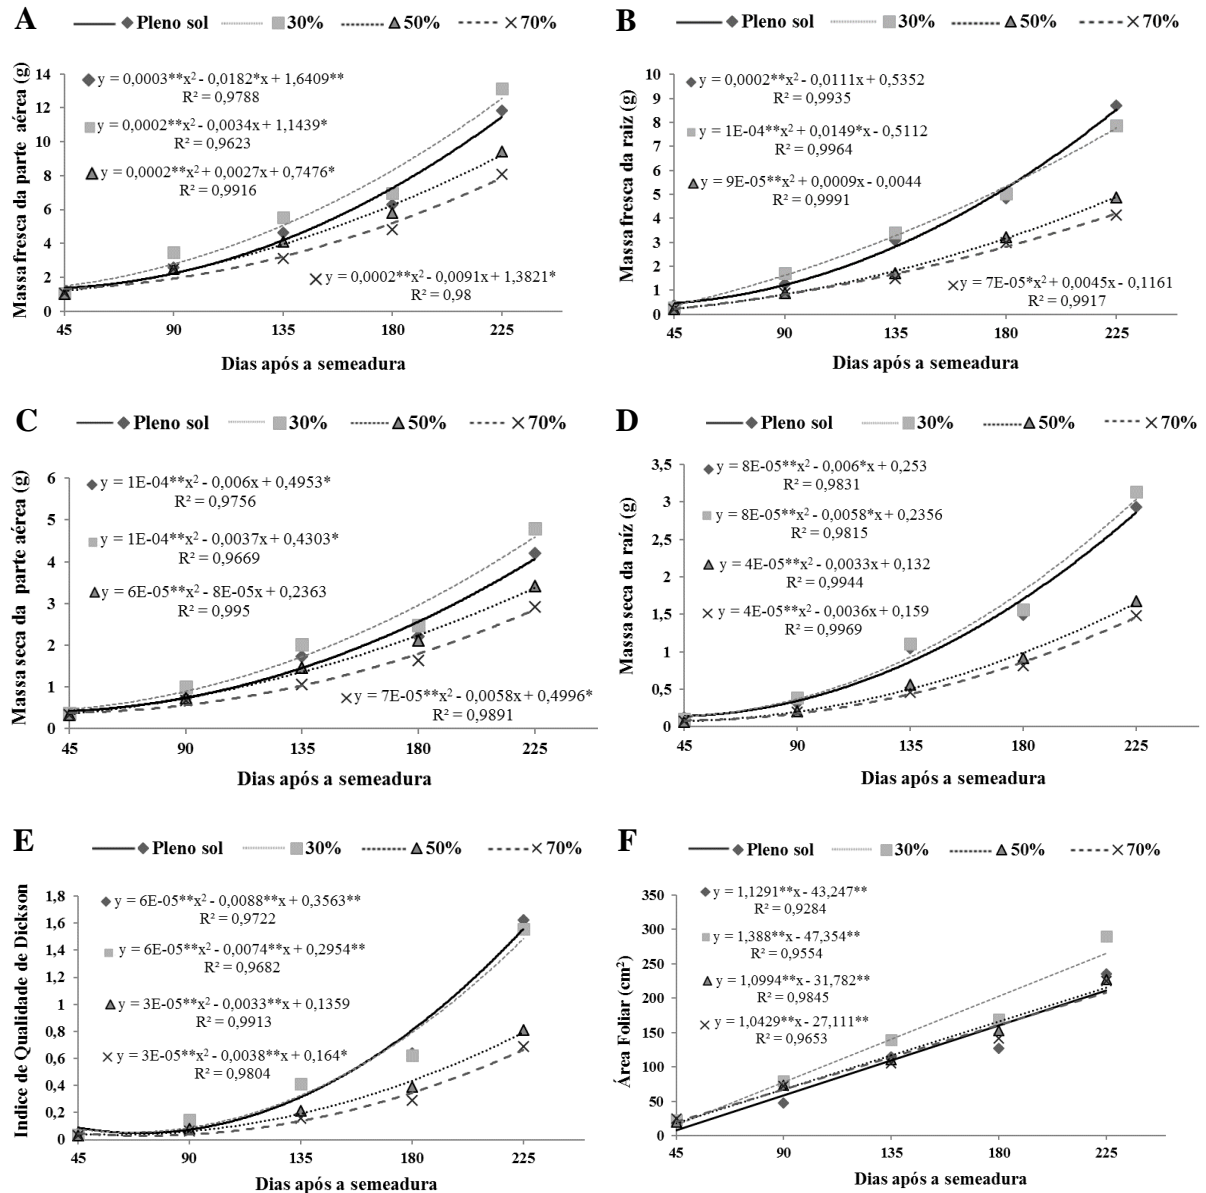 A
Pleno sol 30% 50% 70%
Massa fresca da parte aérea (g)
14
12
10
8
6
4
2
0
y = 0,0003**x² - 0,0182*x + 1,6409**
R² = 0,9788
y = 0,0002**x² - 0,0034x + 1,1439*
R² = 0,9623
y = 0,0002**x² + 0,0027x + 0,7476*
R² = 0,9916
y = 0,0002**x² - 0,0091x + 1,3821*
R² = 0,98
45 90 135 180 225
Dias após a semeadura
B
Pleno sol 30% 50% 70%
Massa fresca da raiz (g)
10
9
8
7
6
5
4
3
2
1
0
y = 0,0002**x² - 0,0111x + 0,5352
R² = 0,9935
y = 1E-04**x² + 0,0149*x - 0,5112
R² = 0,9964
y = 9E-05**x² + 0,0009x - 0,0044
R² = 0,9991
y = 7E-05*x² + 0,0045x - 0,1161
R² = 0,9917
45 90 135 180 225
Dias após a semeadura
C
Pleno sol 30% 50% 70%
Massa seca da parte aérea (g)
6
5
4
3
2
1
0
y = 1E-04**x² - 0,006x + 0,4953*
R² = 0,9756
y = 1E-04**x² - 0,0037x + 0,4303*
R² = 0,9669
y = 6E-05**x² - 8E-05x + 0,2363
R² = 0,995
y = 7E-05**x² - 0,0058x + 0,4996*
R² = 0,9891
45 90 135 180 225
Dias após a semeadura
D
Pleno sol 30% 50% 70%
Massa seca da raíz (g)
3,5
3
2,5
2
1,5
1
0,5
0
y = 8E-05**x² - 0,006*x + 0,253
R² = 0,9831
y = 8E-05**x² - 0,0058*x + 0,2356
R² = 0,9815
y = 4E-05**x² - 0,0033x + 0,132
R² = 0,9944
y = 4E-05**x² - 0,0036x + 0,159
R² = 0,9969
45 90 135 180 225
Dias após a semeadura
E
Pleno sol 30% 50% 70%
Indice de Qualidade de Dickson
1,8
1,6
1,4
1,2
1
0,8
0,6
0,4
0,2
0
y = 6E-05**x² - 0,0088**x + 0,3563**
R² = 0,9722
y = 6E-05**x² - 0,0074**x + 0,2954**
R² = 0,9682
y = 3E-05**x² - 0,0033**x + 0,1359
R² = 0,9913
y = 3E-05**x² - 0,0038**x + 0,164*
R² = 0,9804
45 90 135 180 225
Dias após a semeadura
F
Pleno sol 30% 50% 70%
Área Foliar (cm²)
350
300
250
200
150
100
50
0
y = 1,1291**x - 43,247**
R² = 0,9284
y = 1,388**x - 47,354**
R² = 0,9554
y = 1,0994**x - 31,782**
R² = 0,9845
y = 1,0429**x - 27,111**
R² = 0,9653
45 90 135 180 225
Dias após a semeadura